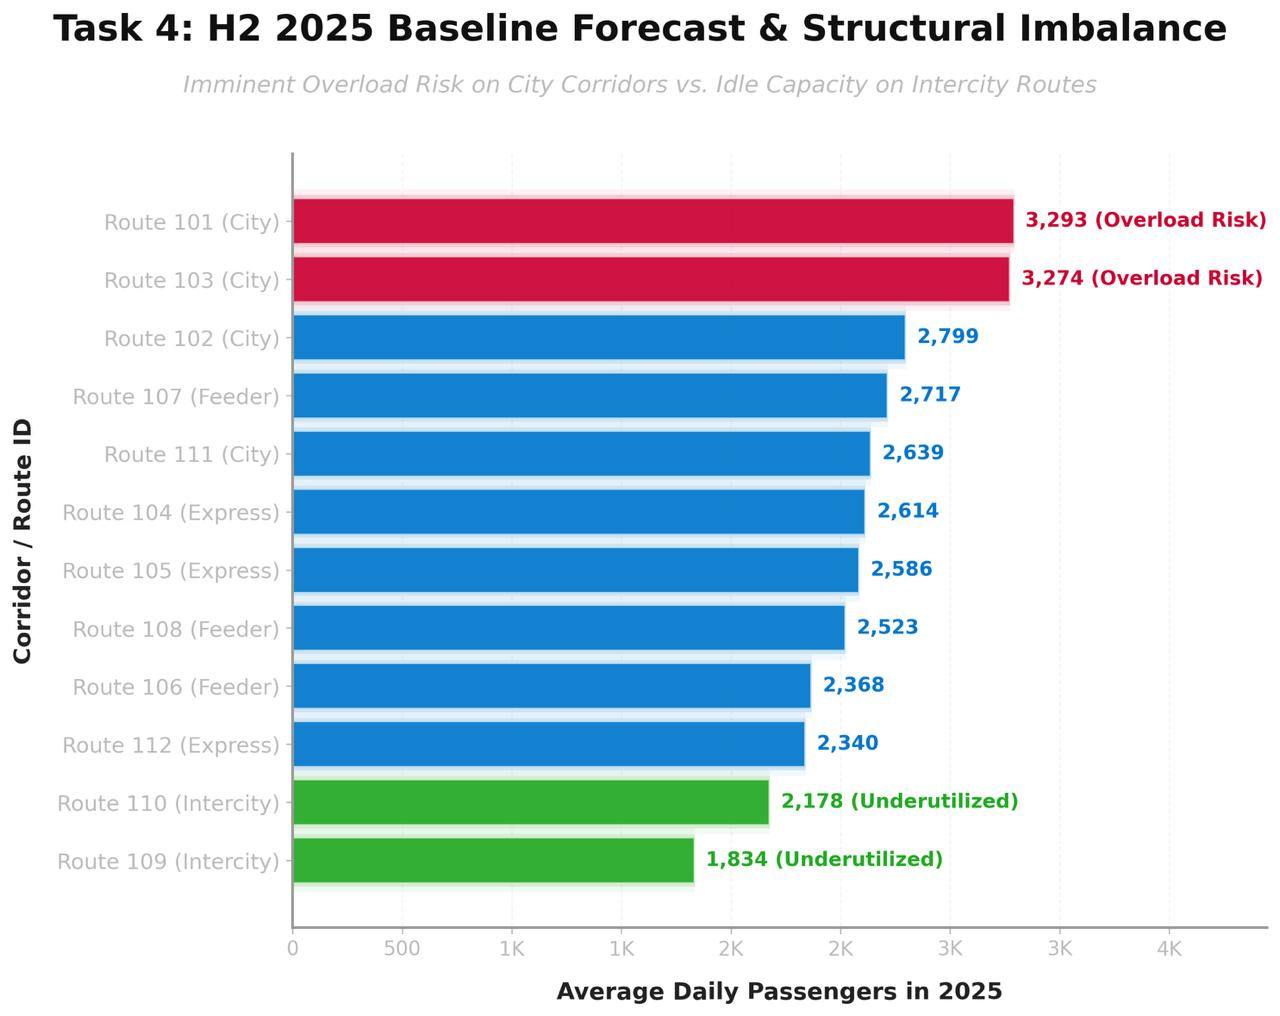 Task 4: H2 2025 Baseline Forecast & Structural Imbalance
Imminent Overload Risk on City Corridors vs. Idle Capacity on Intercity Routes
Corridor / Route ID
Route 101 (City) 3,293 (Overload Risk)
Route 103 (City) 3,274 (Overload Risk)
Route 102 (City) 2,799
Route 107 (Feeder) 2,717
Route 111 (City) 2,639
Route 104 (Express) 2,614
Route 105 (Express) 2,586
Route 108 (Feeder) 2,523
Route 106 (Feeder) 2,368
Route 112 (Express) 2,340
Route 110 (Intercity) 2,178 (Underutilized)
Route 109 (Intercity) 1,834 (Underutilized)
0 500 1K 1K 2K 2K 3K 3K 4K
Average Daily Passengers in 2025